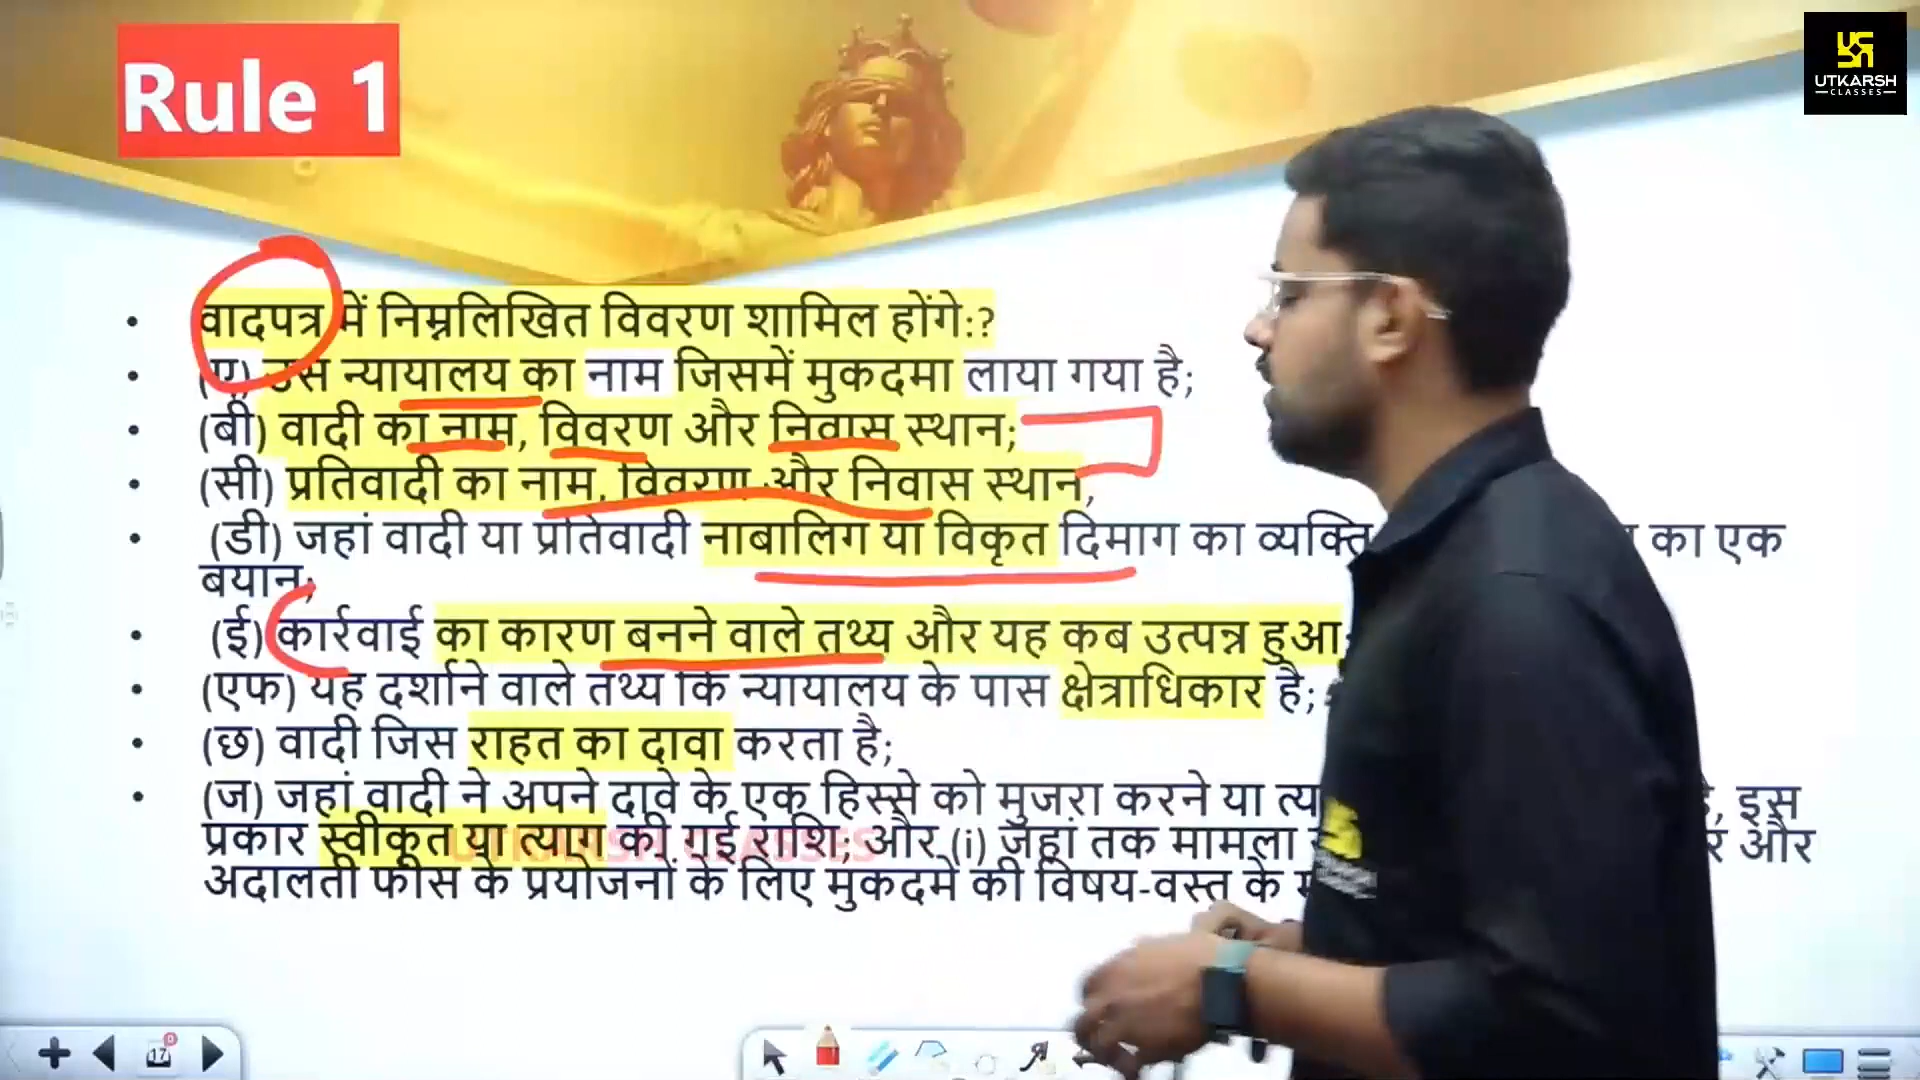 Rule 1
UTKARSH
CLASSES
वादपत्र में निम्नलिखित विवरण शामिल होंगे:?
(ए) उस न्यायालय का नाम जिसमें मुकदमा लाया गया है;
(बी) वादी का नाम, विवरण और निवास स्थान;
(सी) प्रतिवादी का नाम, विवरण और निवास स्थान,
(डी) जहां वादी या प्रतिवादी नाबालिग या विकृत दिमाग का व्यक्ति का एक
बयान;
(ई) कार्रवाई का कारण बनने वाले तथ्य और यह कब उत्पन्न हुआ;
(एफ) यह दर्शाने वाले तथ्य कि न्यायालय के पास क्षेत्राधिकार है;
(छ) वादी जिस राहत का दावा करता है;
(ज) जहां वादी ने अपने दावे के एक हिस्से को मुजरा करने या इस
प्रकार स्वीकृत या त्याग की गई राशि; और (i) जहां तक मामला और
UTKARSH CLASSES
अदालती फीस के प्रयोजनों के लिए मुकदमे की विषय-वस्त के
17